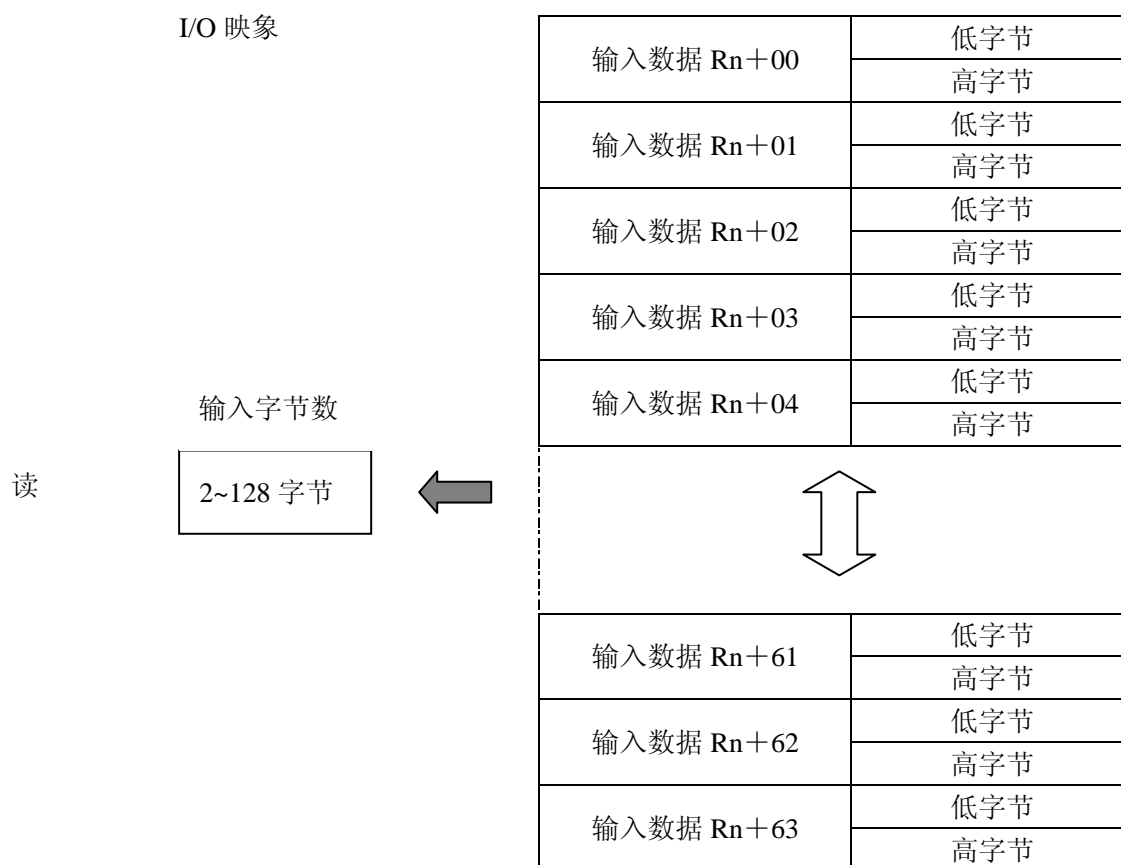 I/O 映象
输入数据 Rn＋00
低字节
高字节
输入数据 Rn＋01
低字节
高字节
输入数据 Rn＋02
低字节
高字节
输入数据 Rn＋03
低字节
高字节
输入数据 Rn＋04
低字节
高字节
输入字节数
读
2~128 字节
输入数据 Rn＋61
低字节
高字节
输入数据 Rn＋62
低字节
高字节
输入数据 Rn＋63
低字节
高字节